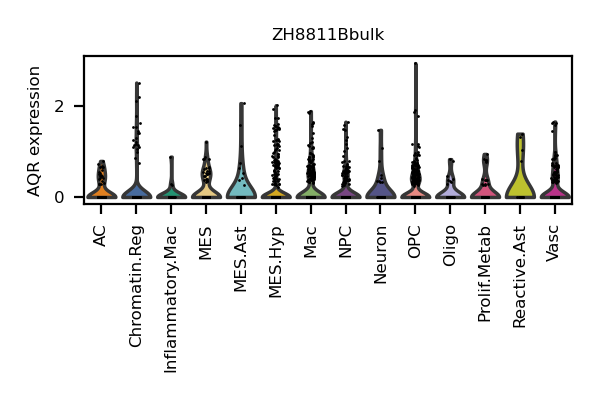 ZH8811Bbulk
AQR expression
2
0
AC
Chromatin.Reg
Inflammatory.Mac
MES
MES.Ast
MES.Hyp
Mac
NPC
Neuron
OPC
Oligo
Prolif.Metab
Reactive.Ast
Vasc